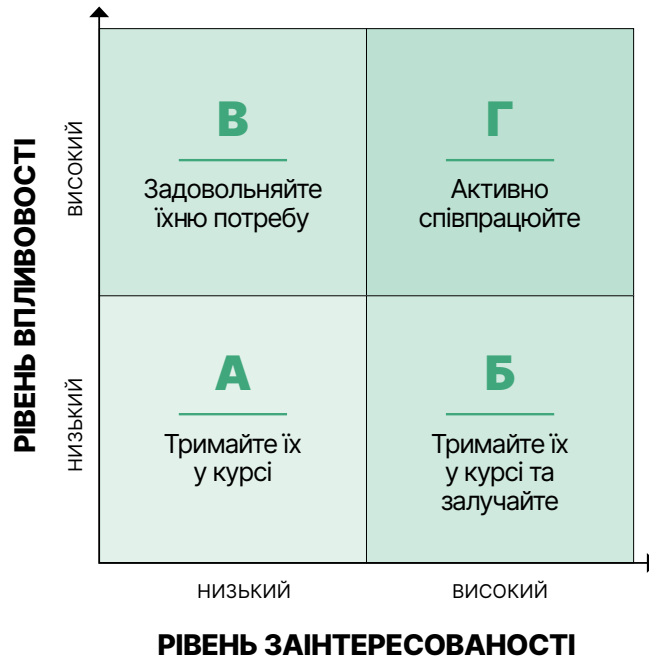 РІВЕНЬ ВПЛИВОВОСТІ
ВИСОКИЙ
НИЗЬКИЙ
В
Задовольняйте
їхню потребу
Г
Активно
співпрацюйте
А
Тримайте їх
у курсі
Б
Тримайте їх
у курсі та
залучайте
НИЗЬКИЙ
ВИСОКИЙ
РІВЕНЬ ЗАІНТЕРЕСОВАНОСТІ